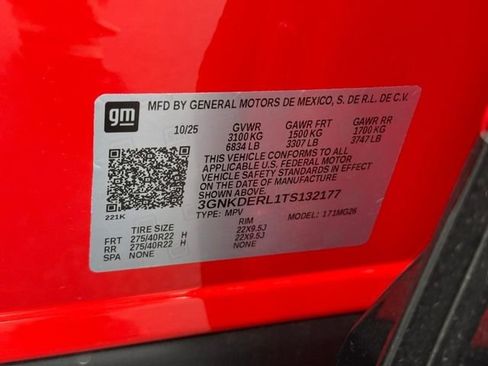 gm
MFD BY GENERAL MOTORS DE MEXICO, S. DE R.L. DE C.V.
10/25 GVWR GAWR FRT GAWR RR
3100 KG 1500 KG 1700 KG
6834 LB 3307 LB 3747 LB
THIS VEHICLE CONFORMS TO ALL
APPLICABLE U.S. FEDERAL MOTOR
VEHICLE SAFETY STANDARDS IN EFFECT
ON THE DATE OF MANUFACTURE SHOWN ABOVE.
3GNKDERL1TS132177
TYPE: MPV MODEL: 171MG26
221K
TIRE SIZE RIM
FRT 275/40R22 H 22X9.5J
RR 275/40R22 H 22X9.5J
SPA NONE NONE